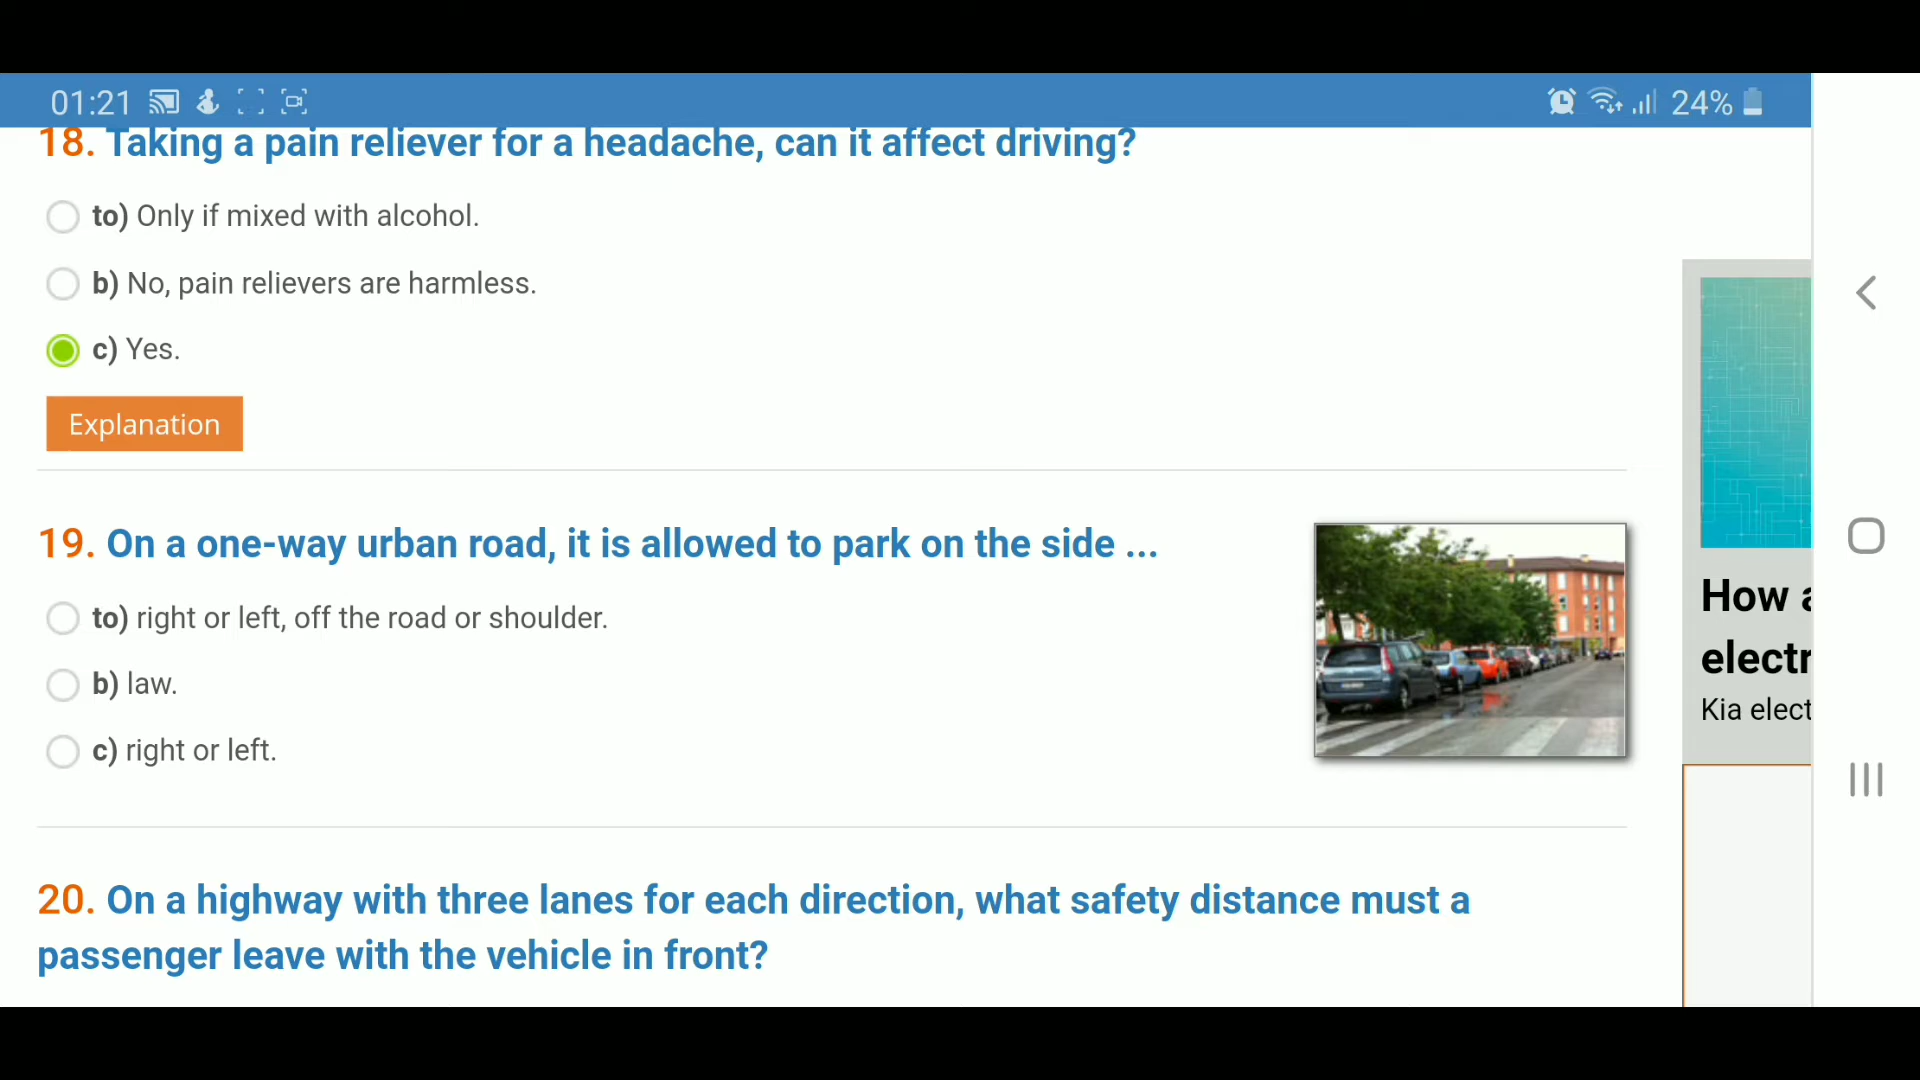 01:21
24%
18. Taking a pain reliever for a headache, can it affect driving?
to) Only if mixed with alcohol.
b) No, pain relievers are harmless.
c) Yes.
Explanation
19. On a one-way urban road, it is allowed to park on the side ...
to) right or left, off the road or shoulder.
b) law.
c) right or left.
20. On a highway with three lanes for each direction, what safety distance must a
passenger leave with the vehicle in front?
How
electr
Kia elect